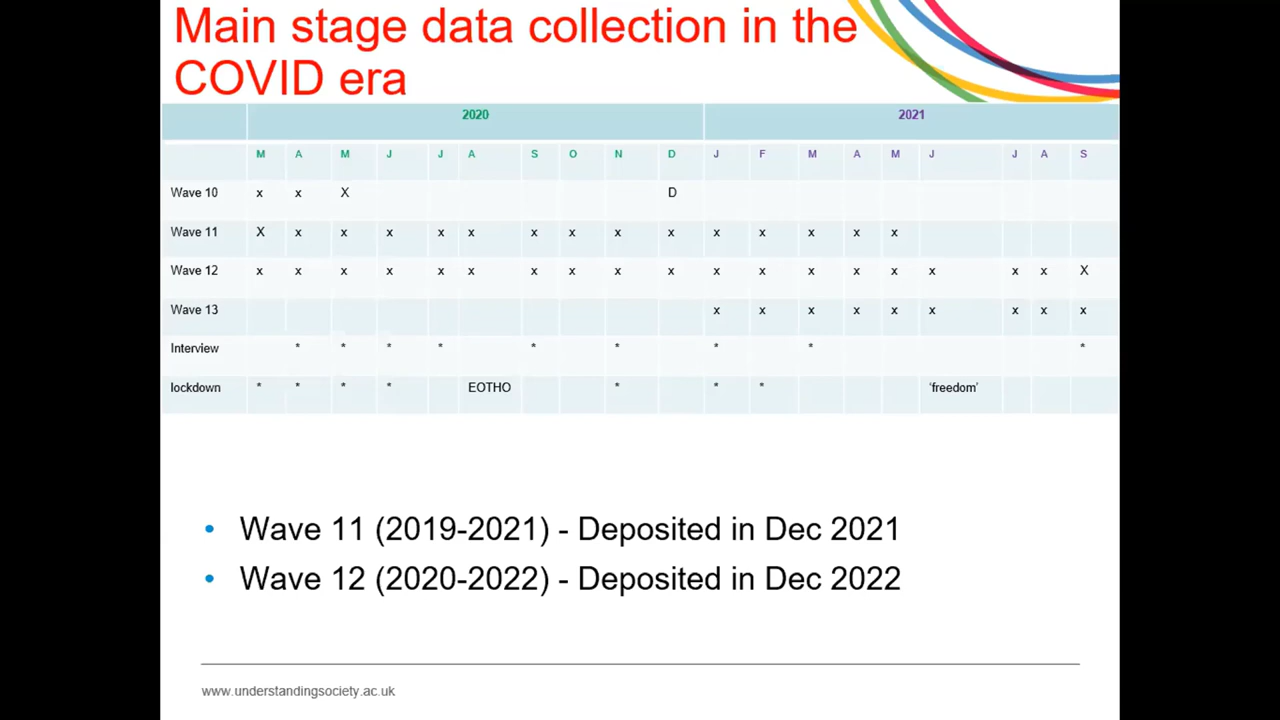 Main stage data collection in the
COVID era
2020 2021
M A M J J A S O N D J F M A M J J A S
Wave 10 x x X D
Wave 11 X x x x x x x x x x x x x x x
Wave 12 x x x x x x x x x x x x x x x x x x X
Wave 13 x x x x x x x x x
Interview * * * * * * * * *
lockdown * * * * EOTHO * * * 'freedom'
• Wave 11 (2019-2021) - Deposited in Dec 2021
• Wave 12 (2020-2022) - Deposited in Dec 2022
www.understandingsociety.ac.uk